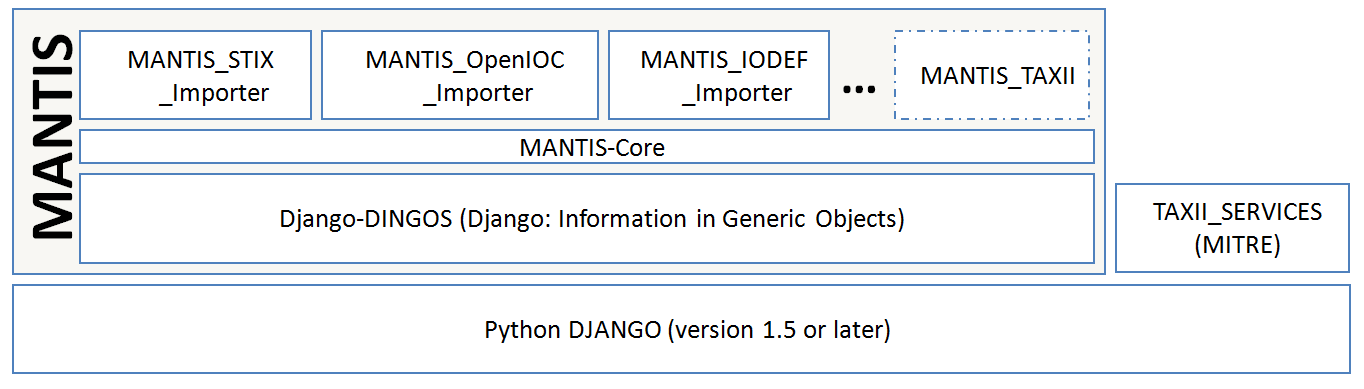 MANTIS
MANTIS_STIX
_Importer
MANTIS_OpenIOC
_Importer
MANTIS_IODEF
_Importer
...
MANTIS_TAXII
MANTIS-Core
Django-DINGOS (Django: Information in Generic Objects)
TAXII_SERVICES
(MITRE)
Python DJANGO (version 1.5 or later)